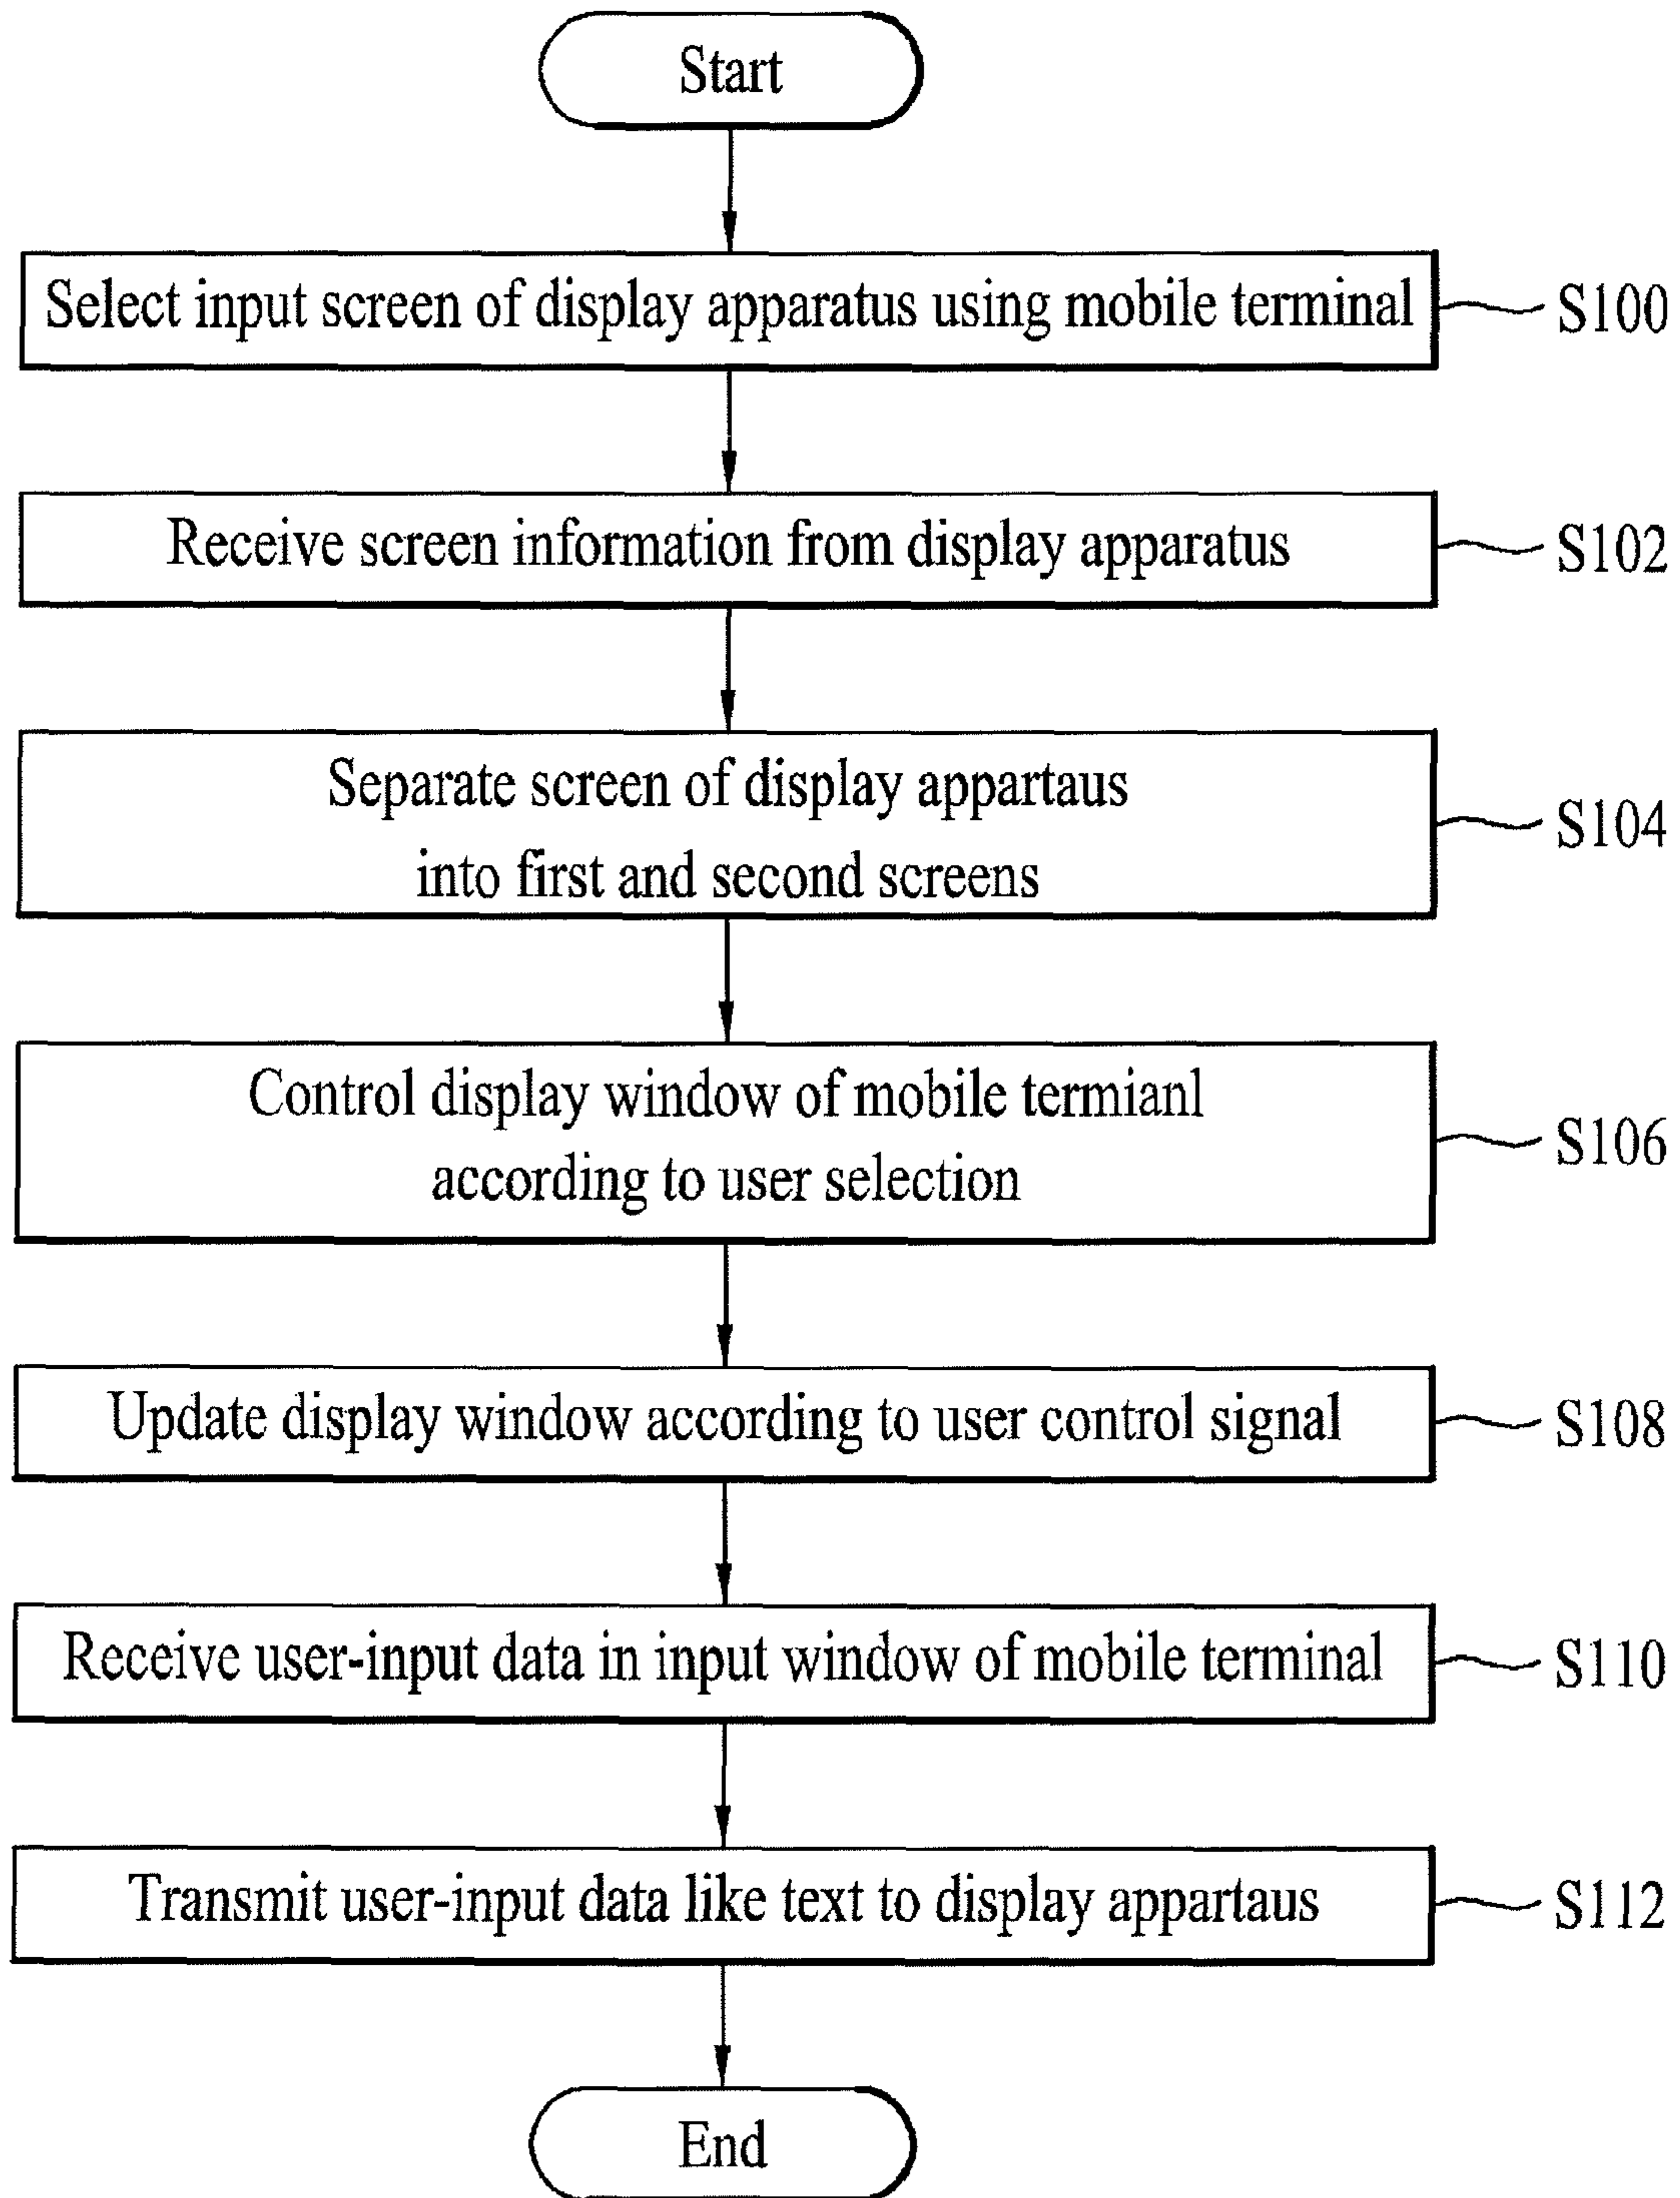 Start
Select input screen of display apparatus using mobile terminal
S100
Receive screen information from display apparatus
S102
Separate screen of display appartaus
into first and second screens
S104
Control display window of mobile termianl
according to user selection
S106
Update display window according to user control signal
S108
Receive user-input data in input window of mobile terminal
S110
Transmit user-input data like text to display appartaus
S112
End